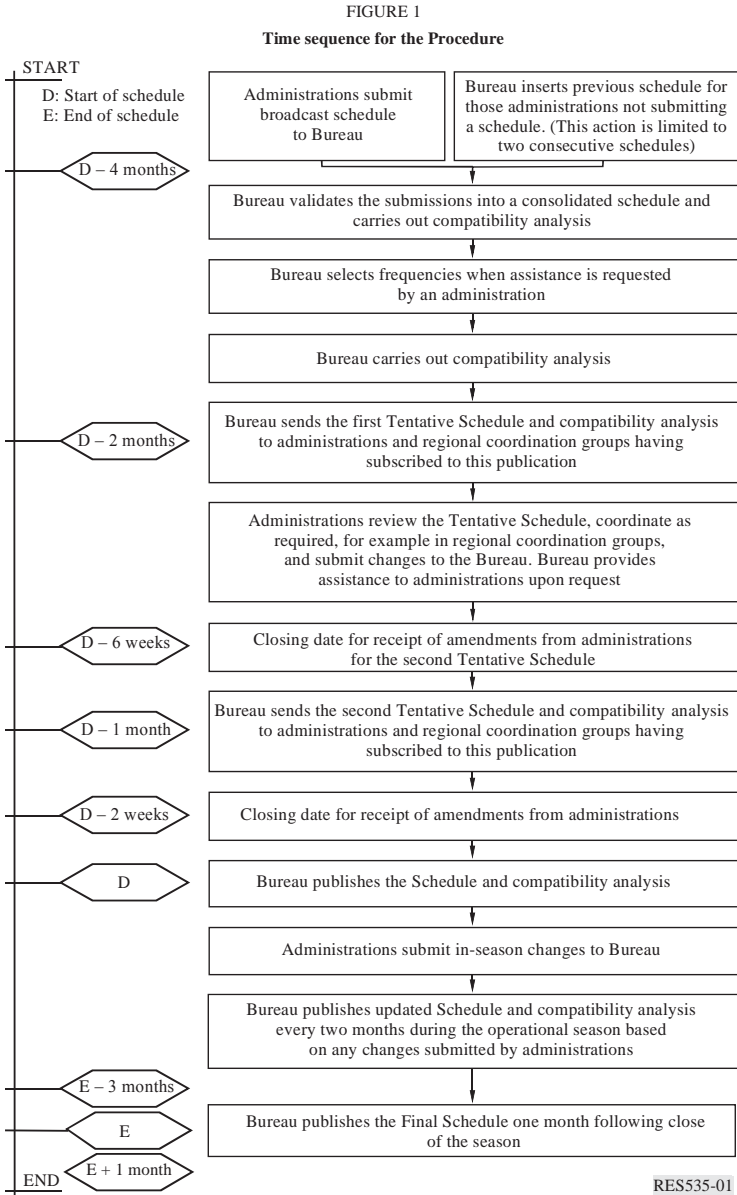 FIGURE 1
Time sequence for the Procedure
START
D: Start of schedule
E: End of schedule
Administrations submit
broadcast schedule
to Bureau
Bureau inserts previous schedule for
those administrations not submitting
a schedule. (This action is limited to
two consecutive schedules)
D – 4 months
Bureau validates the submissions into a consolidated schedule and
carries out compatibility analysis
Bureau selects frequencies when assistance is requested
by an administration
Bureau carries out compatibility analysis
D – 2 months
Bureau sends the first Tentative Schedule and compatibility analysis
to administrations and regional coordination groups having
subscribed to this publication
Administrations review the Tentative Schedule, coordinate as
required, for example in regional coordination groups,
and submit changes to the Bureau. Bureau provides
assistance to administrations upon request
D – 6 weeks
Closing date for receipt of amendments from administrations
for the second Tentative Schedule
D – 1 month
Bureau sends the second Tentative Schedule and compatibility analysis
to administrations and regional coordination groups having
subscribed to this publication
D – 2 weeks
Closing date for receipt of amendments from administrations
D
Bureau publishes the Schedule and compatibility analysis
Administrations submit in-season changes to Bureau
Bureau publishes updated Schedule and compatibility analysis
every two months during the operational season based
on any changes submitted by administrations
E – 3 months
E
Bureau publishes the Final Schedule one month following close
of the season
E + 1 month
END
RES535-01